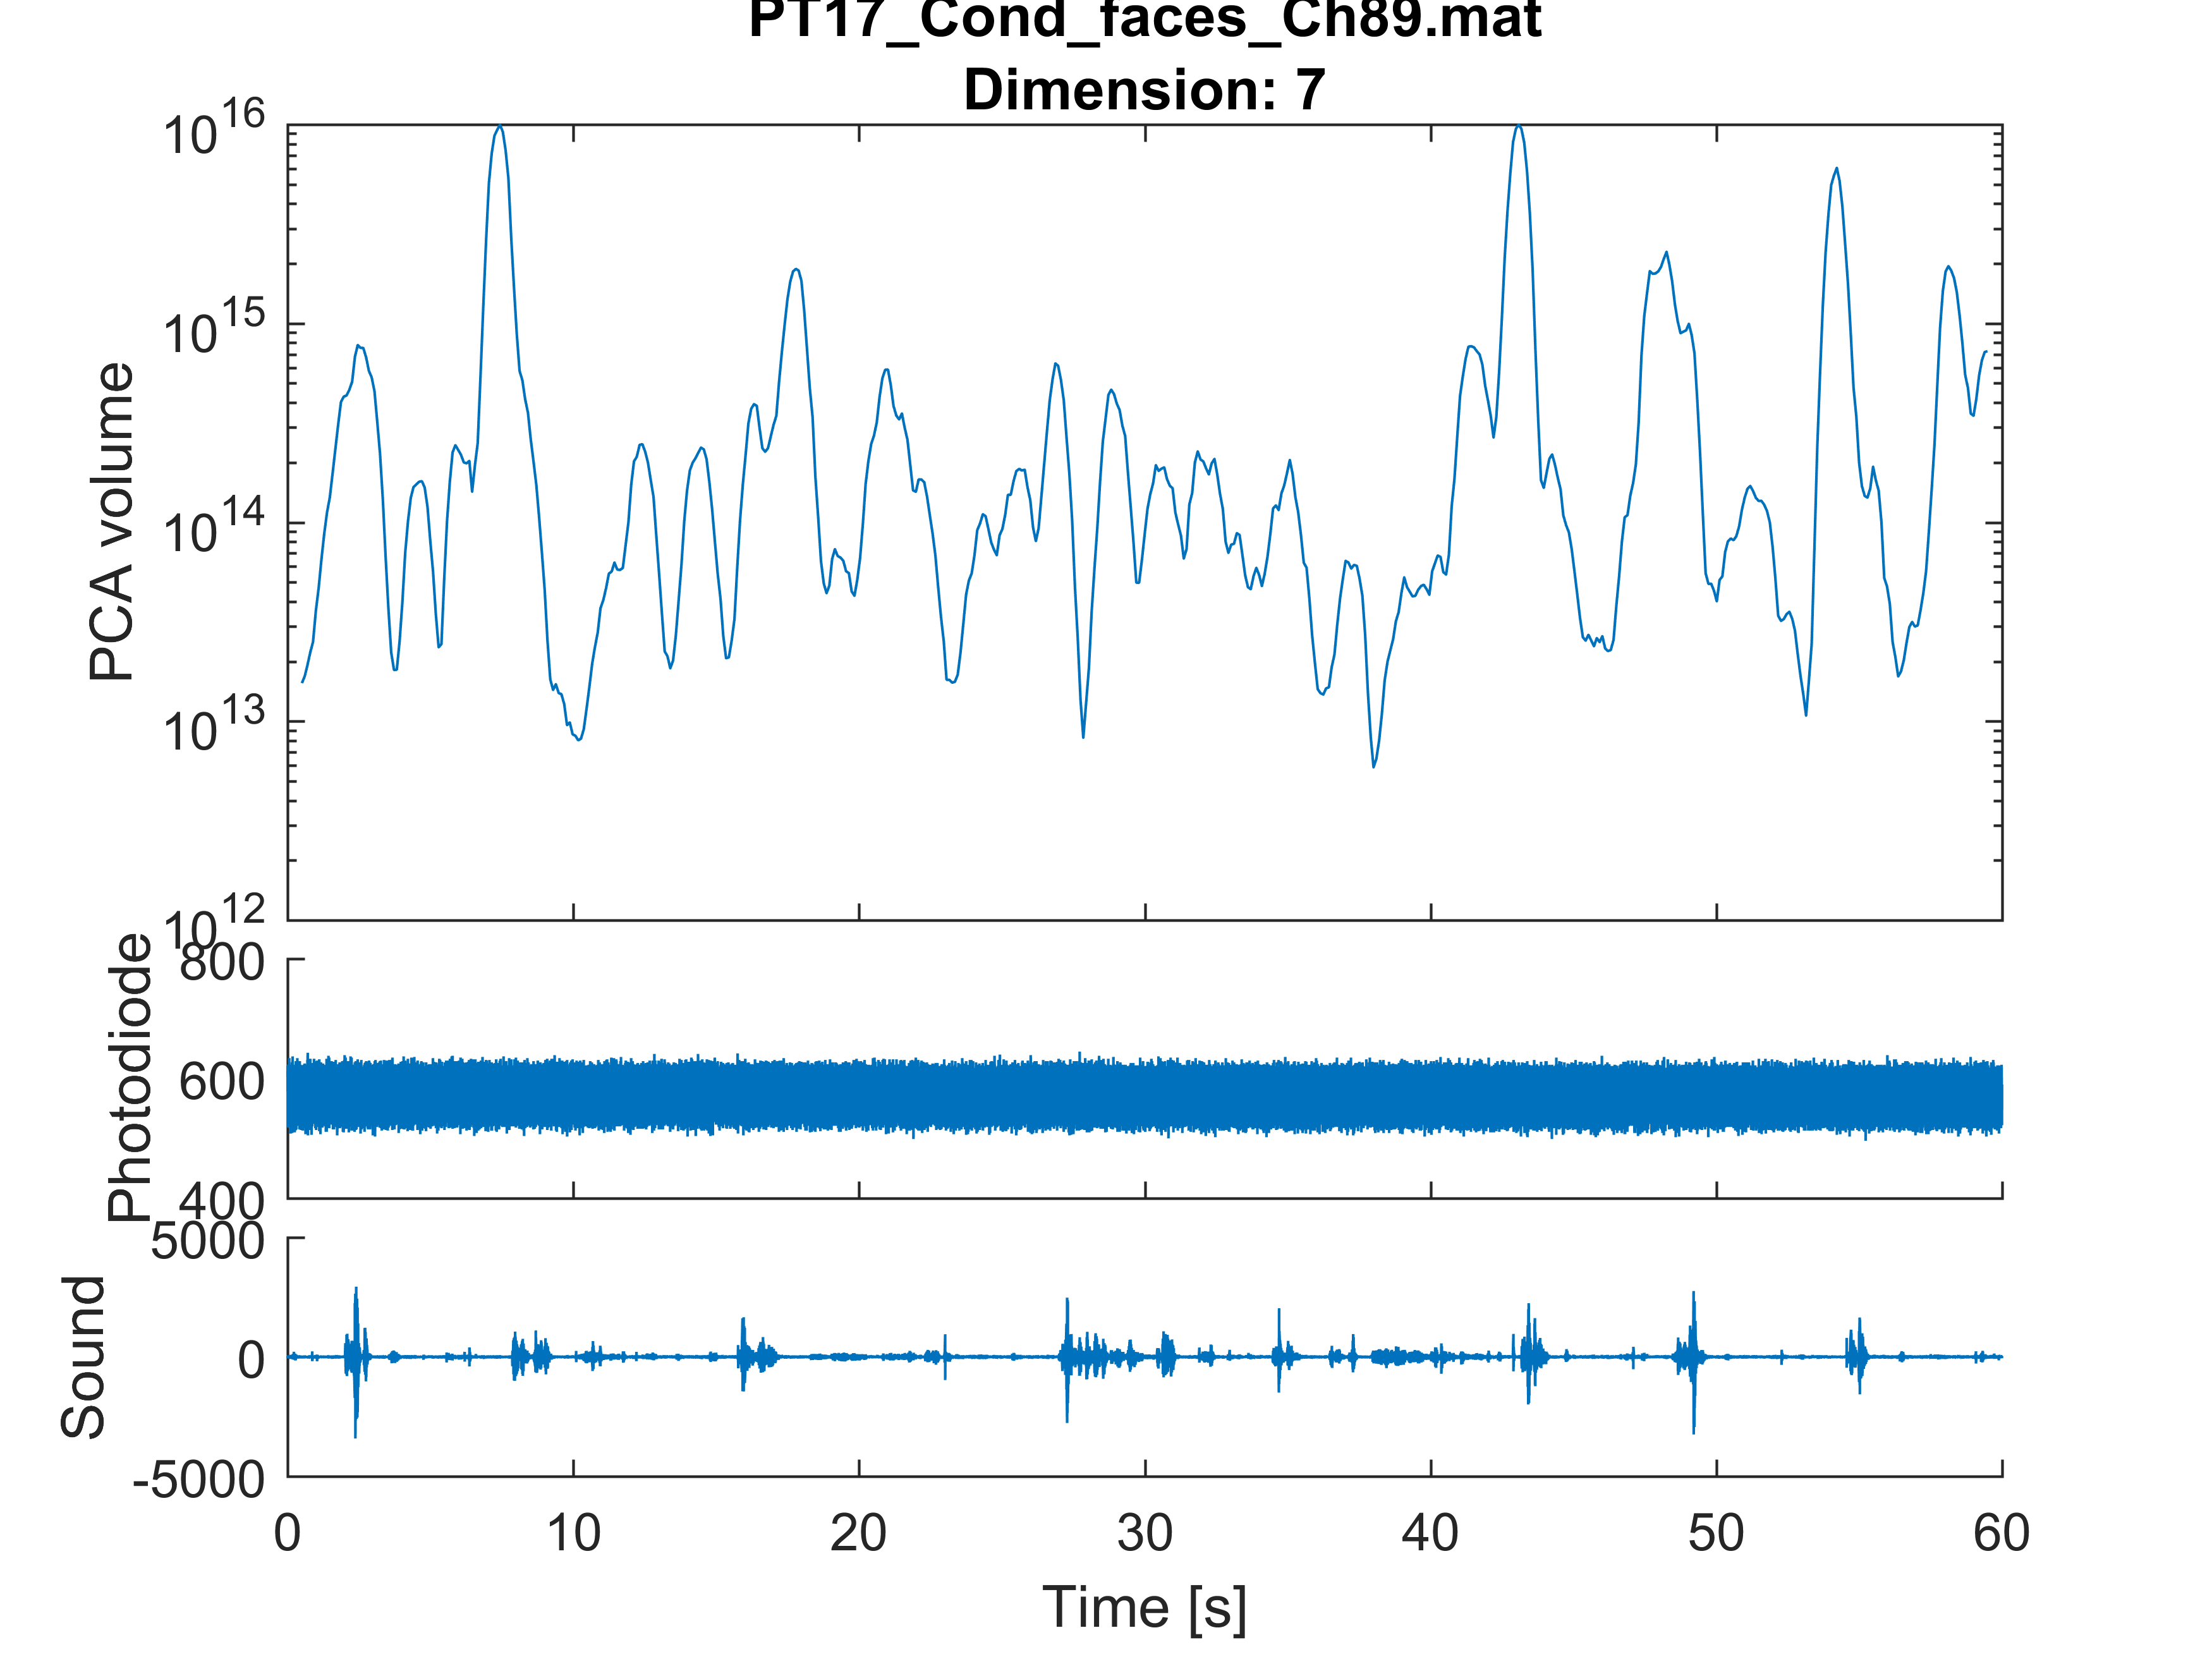 PT17_Cond_faces_Ch89.mat
Dimension: 7
PCA volume
10^16
10^15
10^14
10^13
10^12
Photodiode
800
600
400
Sound
5000
0
-5000
0 10 20 30 40 50 60
Time [s]